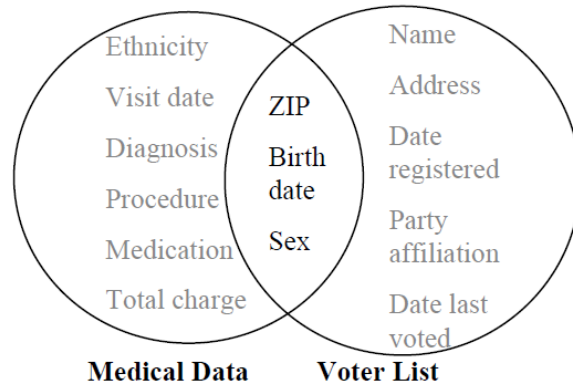 Ethnicity
Visit date
Diagnosis
Procedure
Medication
Total charge
ZIP
Birth
date
Sex
Name
Address
Date
registered
Party
affiliation
Date last
voted
Medical Data
Voter List